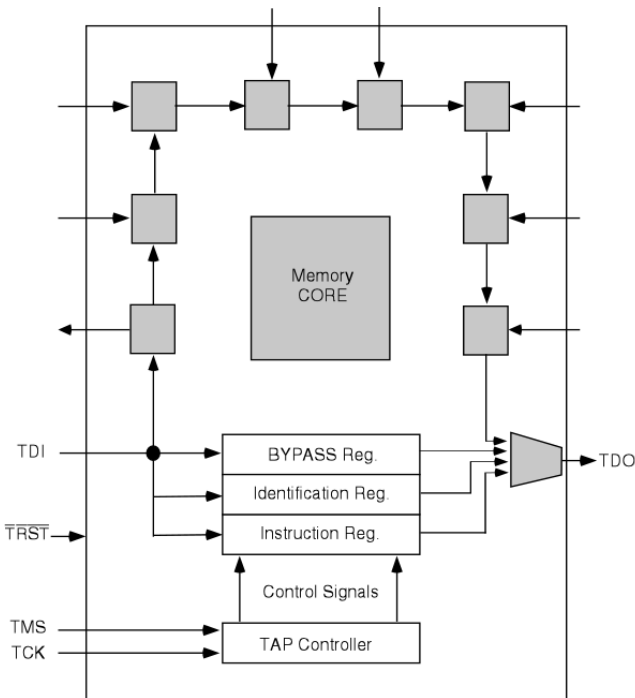 Memory
CORE
TDI
BYPASS Reg.
TDO
Identification Reg.
TRST
Instruction Reg.
Control Signals
TMS
TCK
TAP Controller